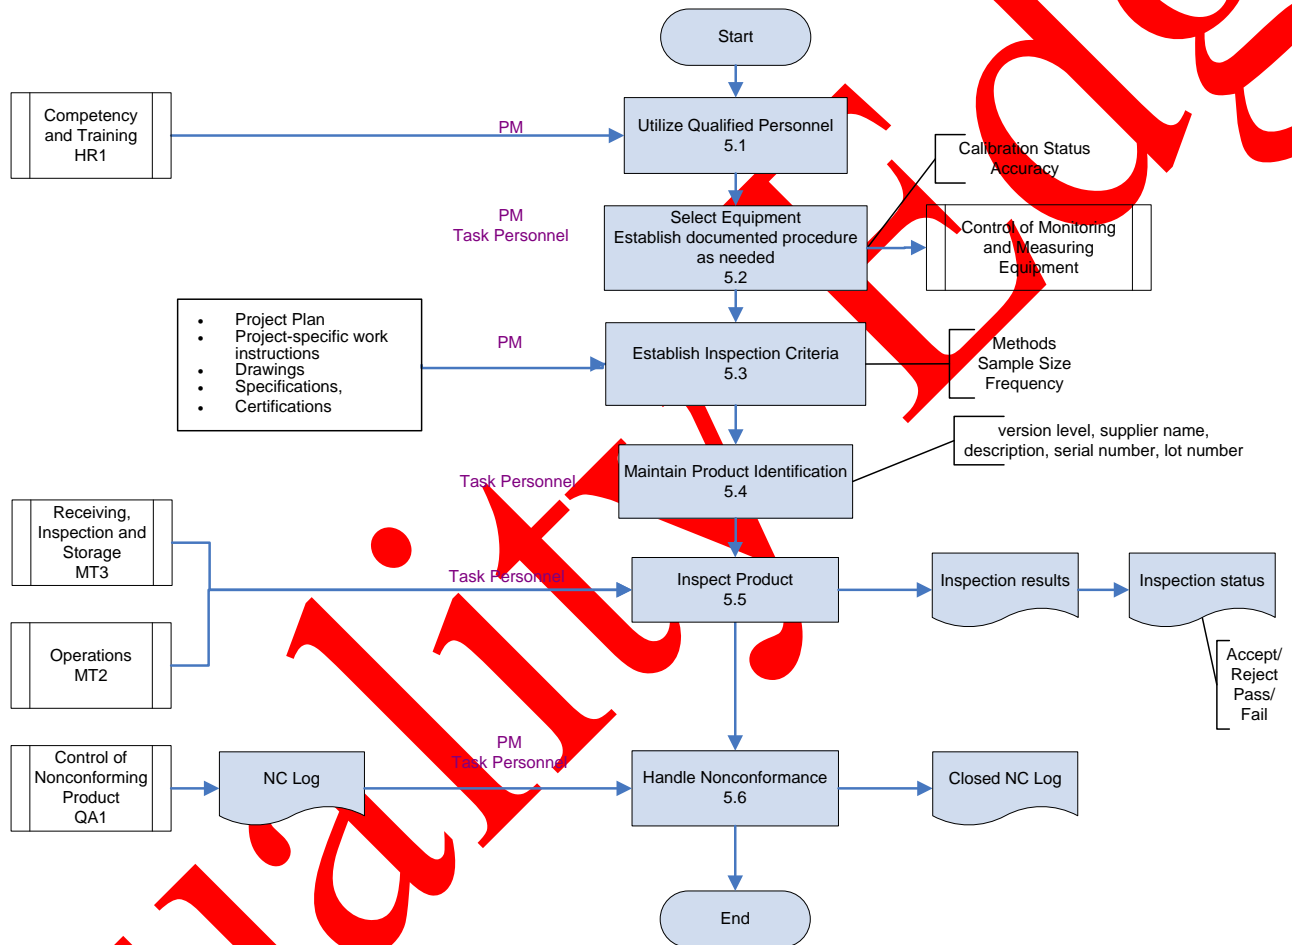 Start
Competency
and Training
HR1
PM
Utilize Qualified Personnel
5.1
Calibration Status
Accuracy
PM
Task Personnel
Select Equipment
Establish documented procedure
as needed
5.2
Control of Monitoring
and Measuring
Equipment
• Project Plan
• Project-specific work
instructions
• Drawings
• Specifications,
• Certifications
PM
Establish Inspection Criteria
5.3
Methods
Sample Size
Frequency
version level, supplier name,
description, serial number, lot number
Task Personnel
Maintain Product Identification
5.4
Receiving,
Inspection and
Storage
MT3
Task Personnel
Inspect Product
5.5
Inspection results
Inspection status
Operations
MT2
Accept/
Reject
Pass/
Fail
Control of
Nonconforming
Product
QA1
NC Log
PM
Task Personnel
Handle Nonconformance
5.6
Closed NC Log
End